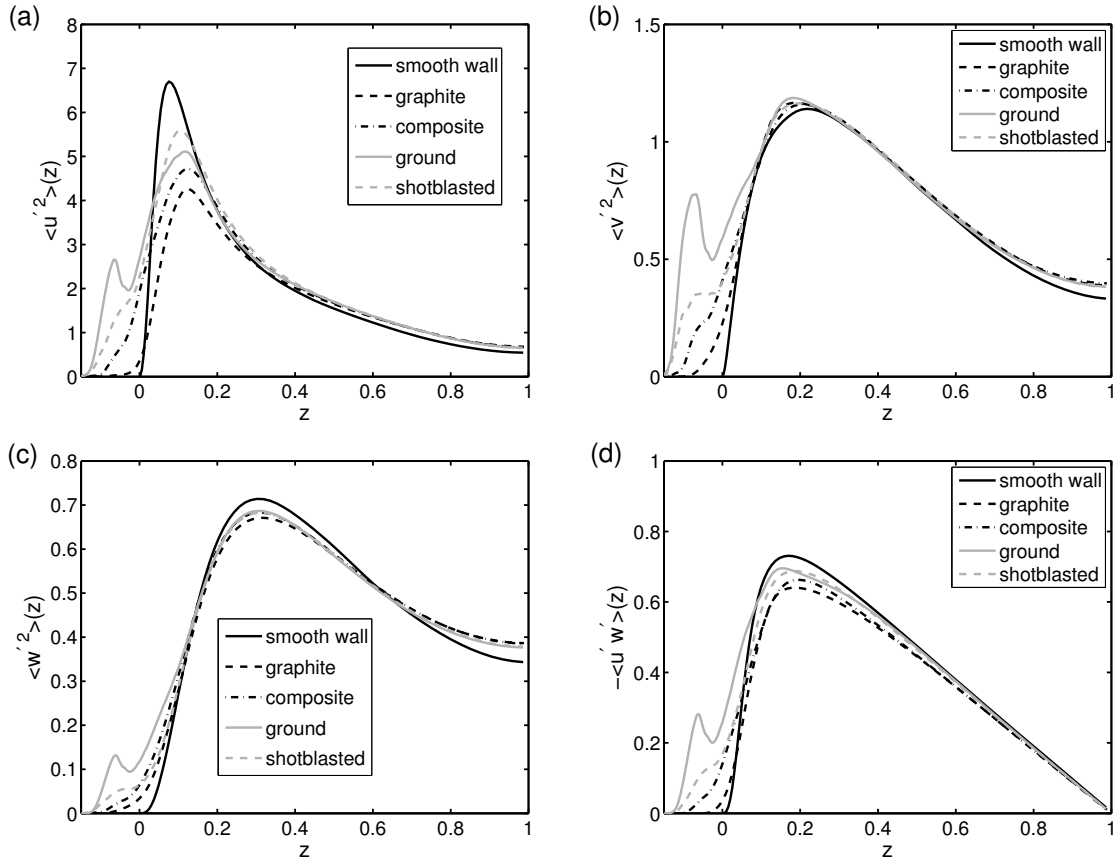 (a)
8
7
6
5
4
3
2
1
0
<u′²>(z)
smooth wall
graphite
composite
ground
shotblasted
0 0.2 0.4 0.6 0.8 1
z
(b)
1.5
1
0.5
0
<v′²>(z)
smooth wall
graphite
composite
ground
shotblasted
0 0.2 0.4 0.6 0.8 1
z
(c)
0.8
0.7
0.6
0.5
0.4
0.3
0.2
0.1
0
<w′²>(z)
smooth wall
graphite
composite
ground
shotblasted
0 0.2 0.4 0.6 0.8 1
z
(d)
1
0.8
0.6
0.4
0.2
0
−<u′ w′>(z)
smooth wall
graphite
composite
ground
shotblasted
0 0.2 0.4 0.6 0.8 1
z